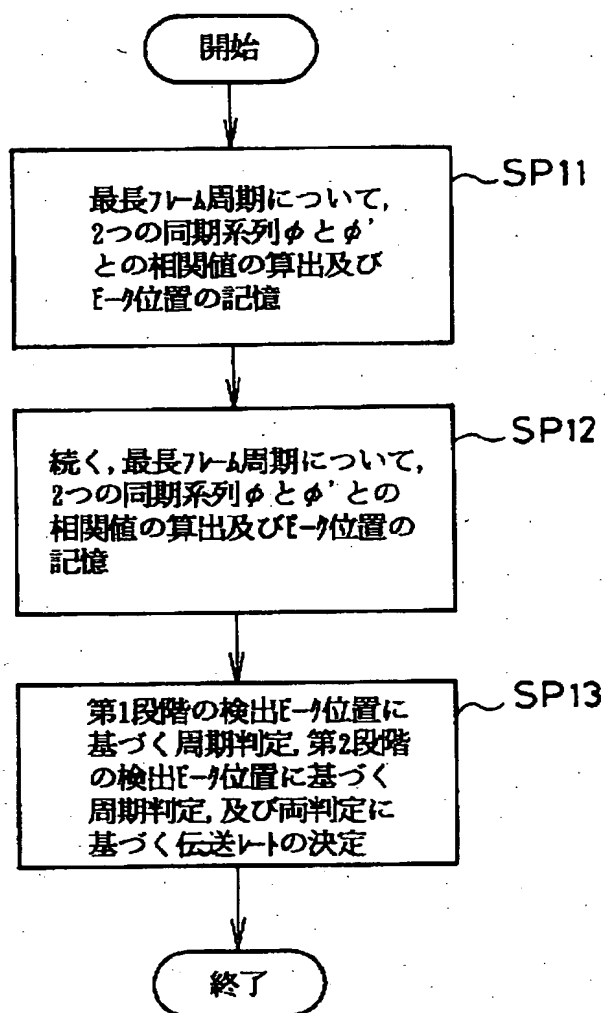 開始
最長フレーム周期について,
2つの同期系列φとφ'
との相関値の算出及び
ピーク位置の記憶
SP11
続く,最長フレーム周期について,
2つの同期系列φとφ'との
相関値の算出及びピーク位置の
記憶
SP12
第1段階の検出ピーク位置に
基づく周期判定,第2段階
の検出ピーク位置に基づく
周期判定,及び両判定に
基づく伝送レートの決定
SP13
終了